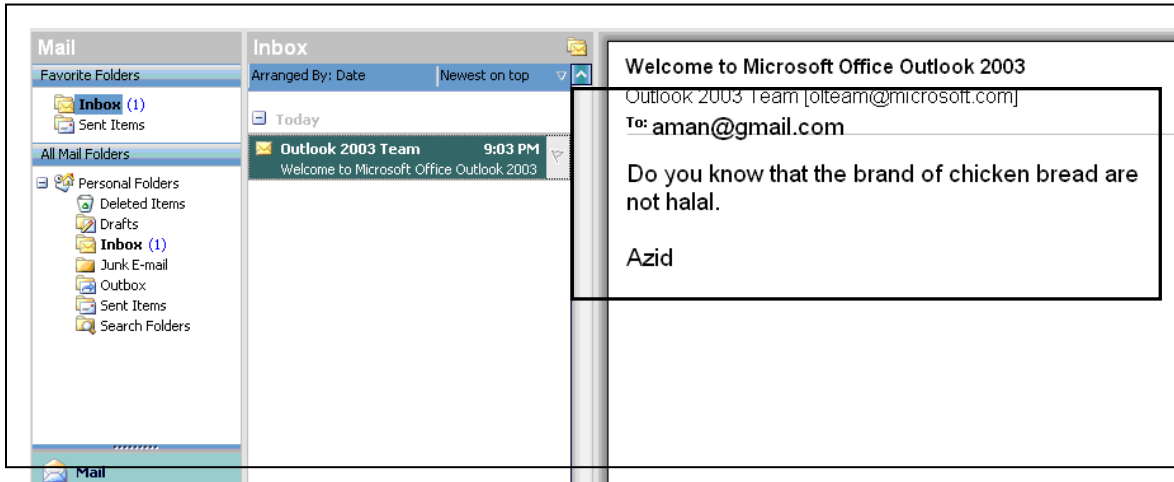 Mail
Favorite Folders
Inbox (1)
Sent Items
All Mail Folders
Personal Folders
Deleted Items
Drafts
Inbox (1)
Junk E-mail
Outbox
Sent Items
Search Folders
Mail
Inbox
Arranged By: Date Newest on top
Today
Outlook 2003 Team 9:03 PM
Welcome to Microsoft Office Outlook 2003
Welcome to Microsoft Office Outlook 2003
Outlook 2003 Team [olteam@microsoft.com]
To: aman@gmail.com
Do you know that the brand of chicken bread are
not halal.
Azid